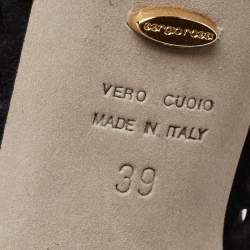 sergio rossi
VERO CUOIO
MADE IN ITALY
39